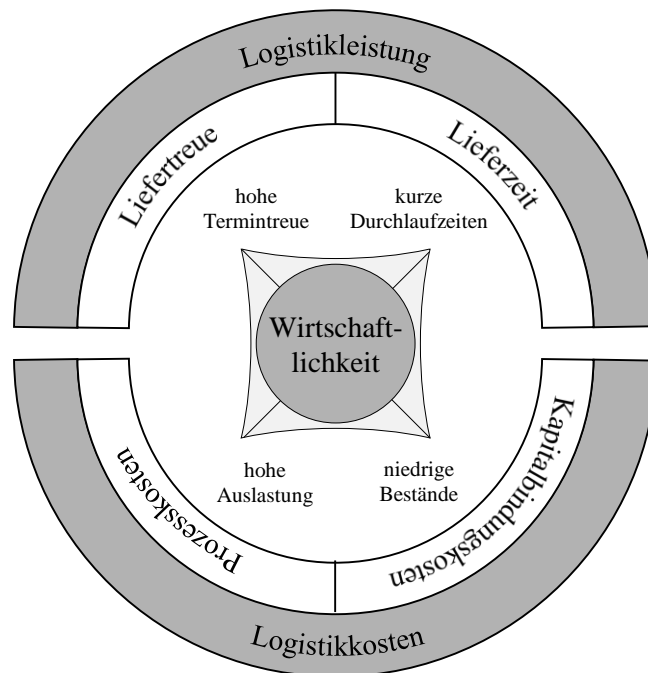 Logistikleistung
Liefertreue
Lieferzeit
hohe
Termintreue
kurze
Durchlaufzeiten
Wirtschaft-
lichkeit
hohe
Auslastung
niedrige
Bestände
Prozesskosten
Kapitalbindungskosten
Logistikkosten